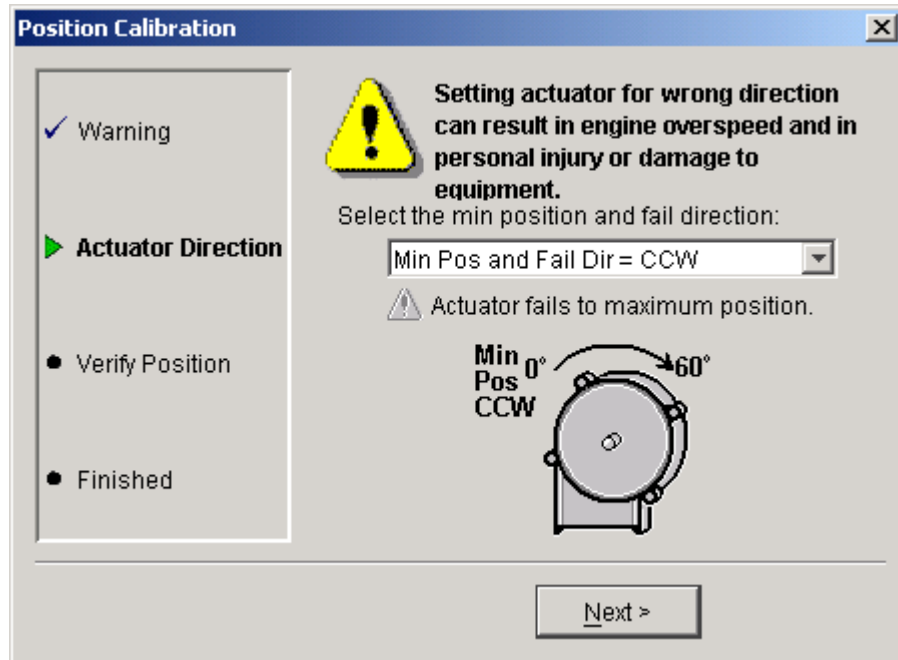 Position Calibration
Warning
Actuator Direction
Verify Position
Finished
Setting actuator for wrong direction
can result in engine overspeed and in
personal injury or damage to
equipment.
Select the min position and fail direction:
Min Pos and Fail Dir = CCW
Actuator fails to maximum position.
Min
Pos
CCW
0° 60°
Next >